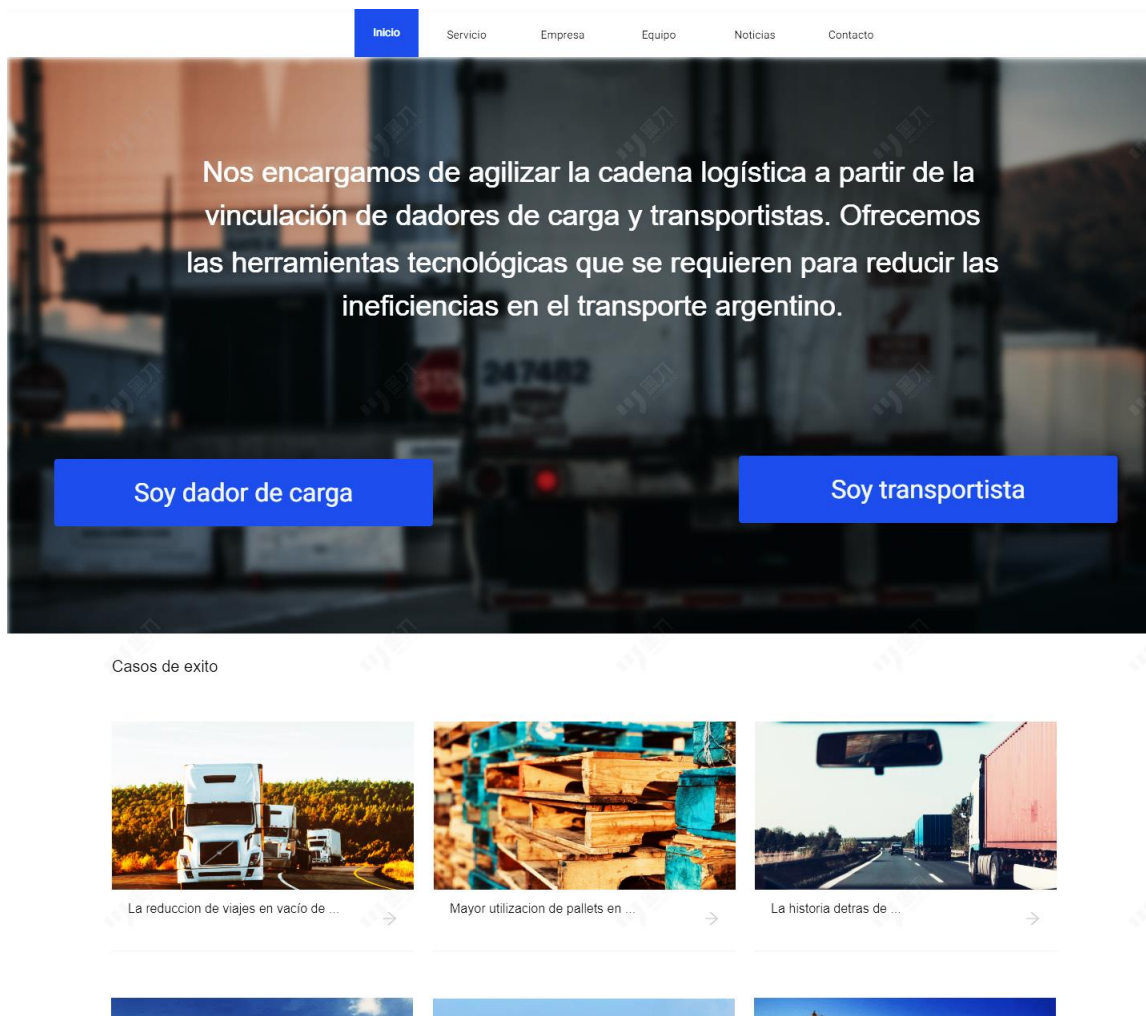 Inicio Servicio Empresa Equipo Noticias Contacto
Nos encargamos de agilizar la cadena logística a partir de la
vinculación de dadores de carga y transportistas. Ofrecemos
las herramientas tecnológicas que se requieren para reducir las
ineficiencias en el transporte argentino.
247482
Soy dador de carga
Soy transportista
Casos de exito
La reduccion de viajes en vacío de ...
Mayor utilizacion de pallets en ...
La historia detras de ...